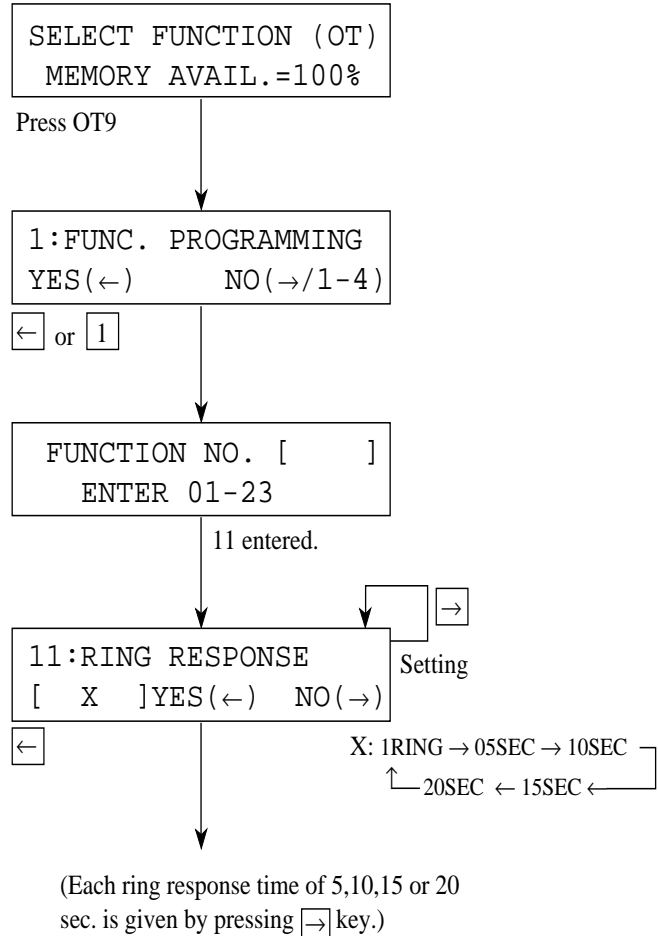 SELECT FUNCTION (OT)
MEMORY AVAIL.=100%
Press OT9
1:FUNC. PROGRAMMING
YES(←) NO(→/1-4)
← or 1
FUNCTION NO. [ ]
ENTER 01-23
11 entered.
→
11:RING RESPONSE
[ X ]YES(←) NO(→)
Setting
←
X: 1RING → 05SEC → 10SEC
20SEC ← 15SEC ←
(Each ring response time of 5,10,15 or 20
sec. is given by pressing → key.)